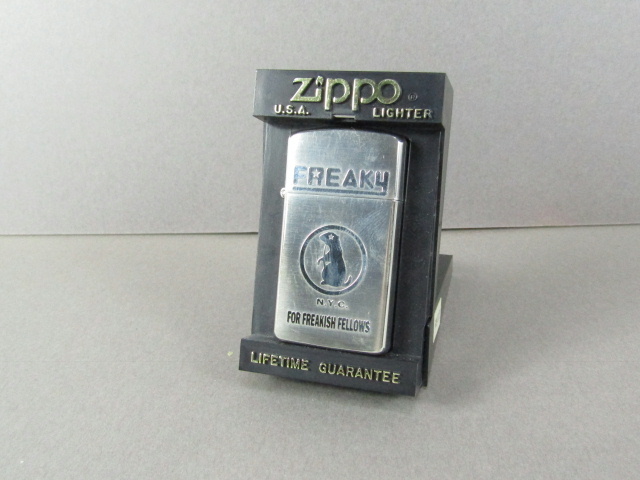 Zippo
U.S.A. LIGHTER
FREAKY
N.Y.C.
FOR FREAKISH FELLOWS
LIFETIME GUARANTEE